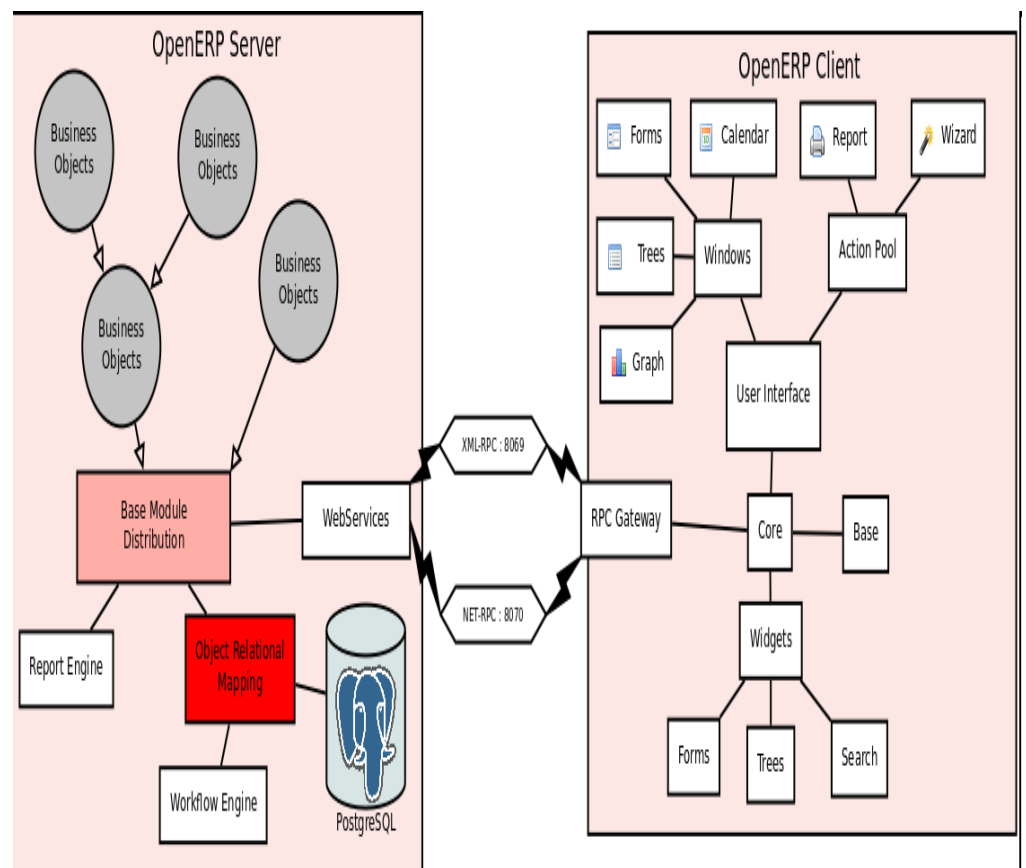 OpenERP Server
Business
Objects
Business
Objects
Business
Objects
Business
Objects
Base Module
Distribution
WebServices
Report Engine
Object Relational
Mapping
Workflow Engine
PostgreSQL
XML-RPC : 8069
NET-RPC : 8070
OpenERP Client
Forms
Calendar
10
Report
Wizard
Trees
Windows
Action Pool
Graph
User Interface
RPC Gateway
Core
Base
Widgets
Forms
Trees
Search